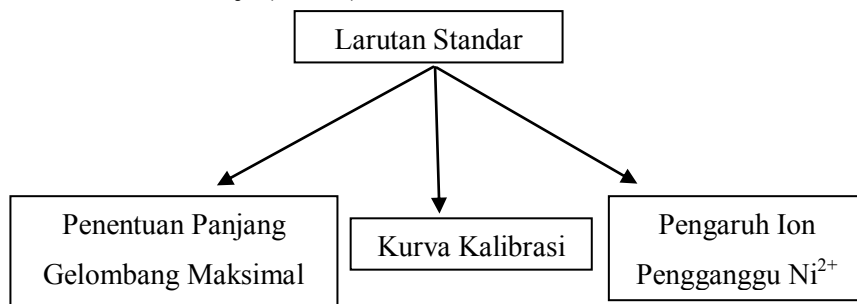 Larutan Standar
Penentuan Panjang
Gelombang Maksimal
Kurva Kalibrasi
Pengaruh Ion
Pengganggu Ni²⁺